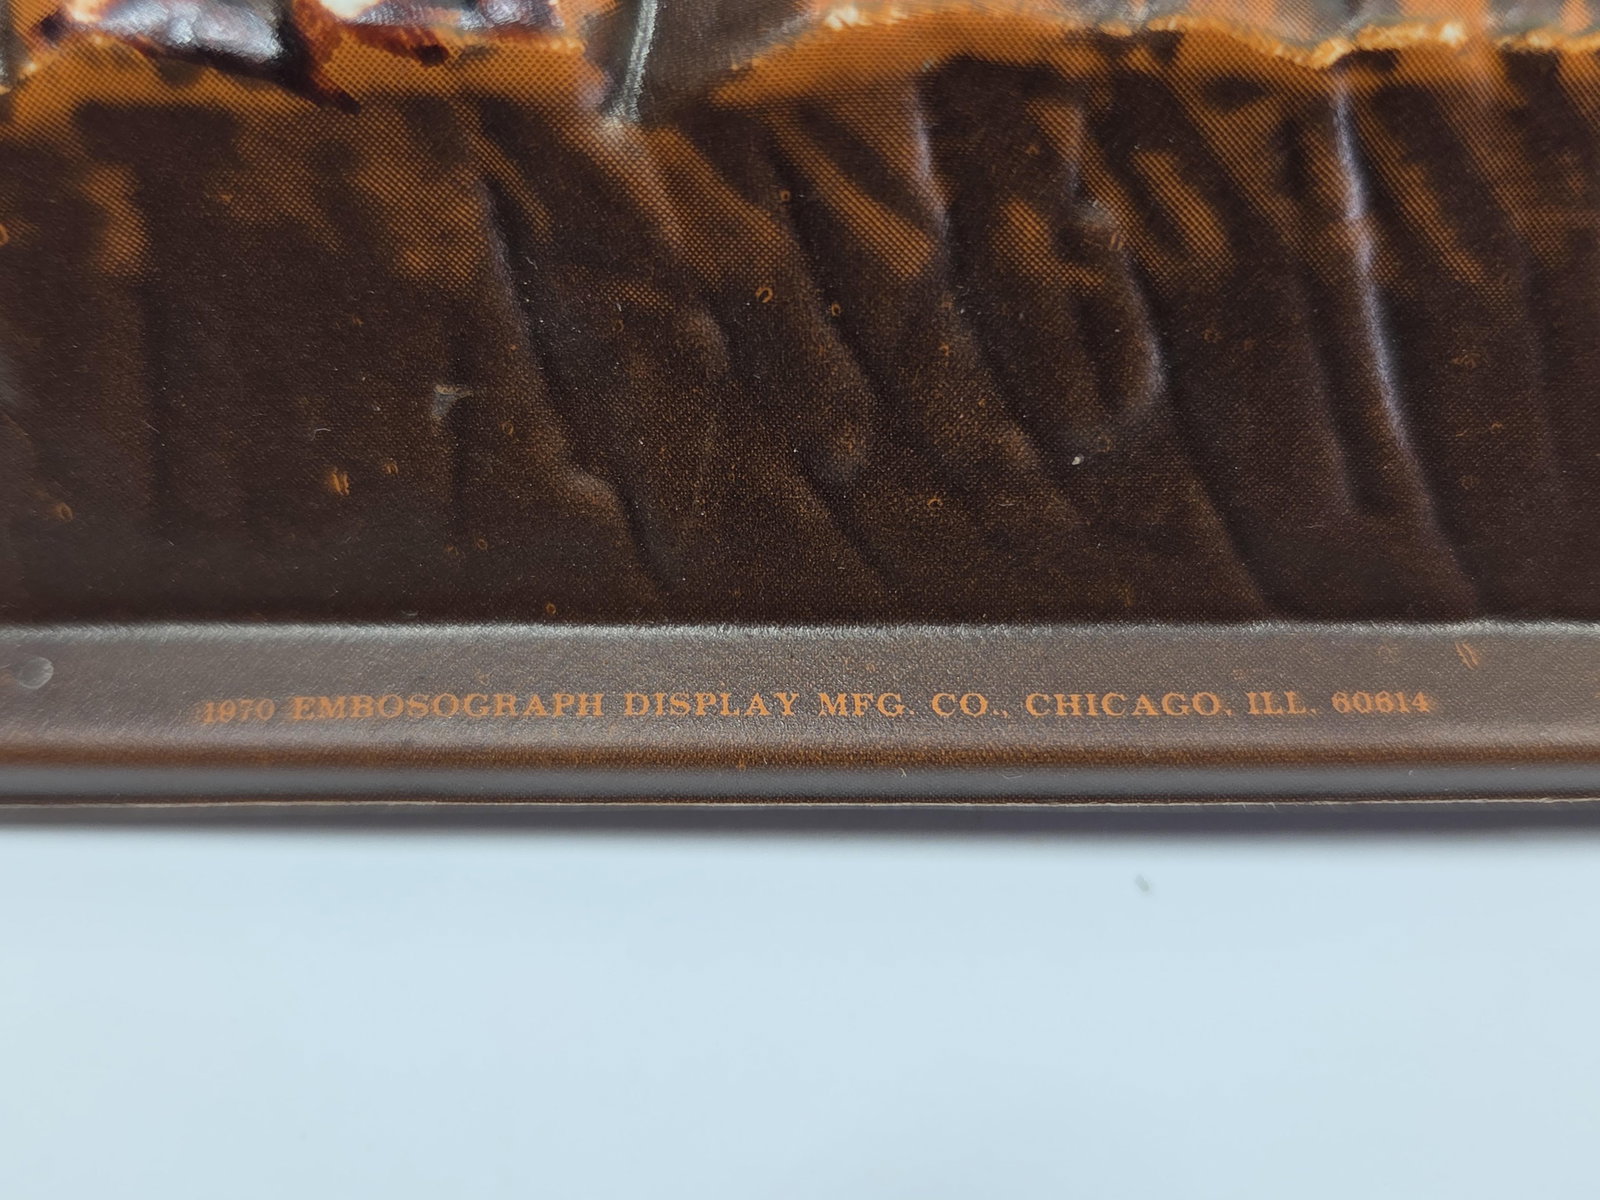 1970 EMBOSOGRAPH DISPLAY MFG. CO., CHICAGO, ILL. 60614